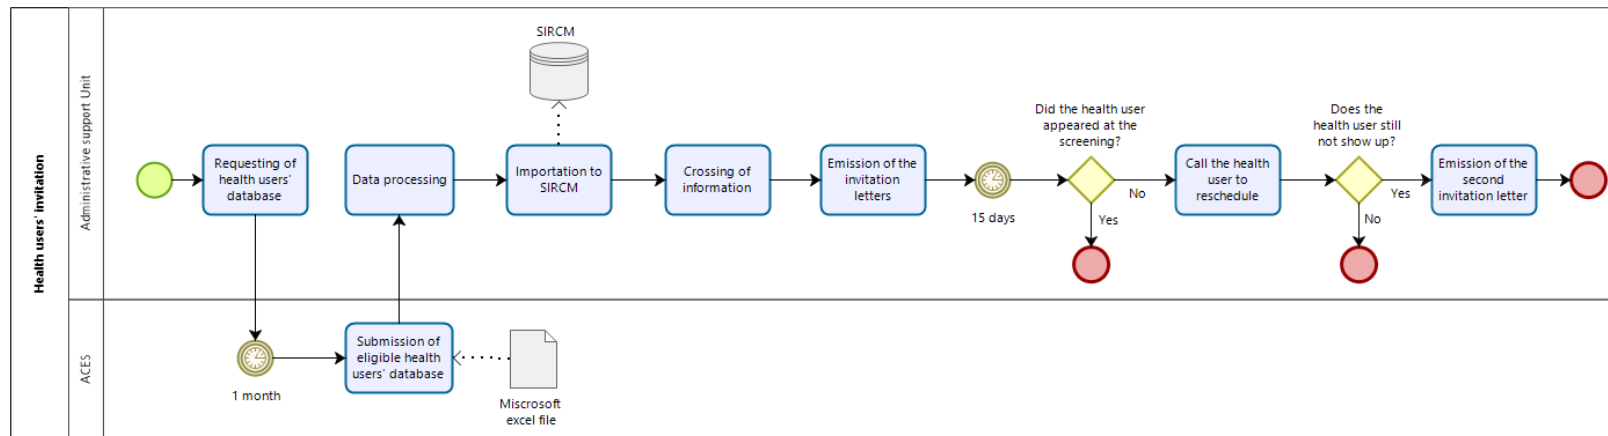 Health users' invitation
Administrative support Unit
SIRCM
Requesting of
health users'
database
Data processing
Importation to
SIRCM
Crossing of
information
Emission of the
invitation
letters
15 days
Did the health user
appeared at the
screening?
No
Yes
Call the health
user to
reschedule
Does the
health user still
not show up?
Yes
No
Emission of the
second
invitation letter
ACES
1 month
Submission of
eligible health
users' database
Miscrosoft
excel file